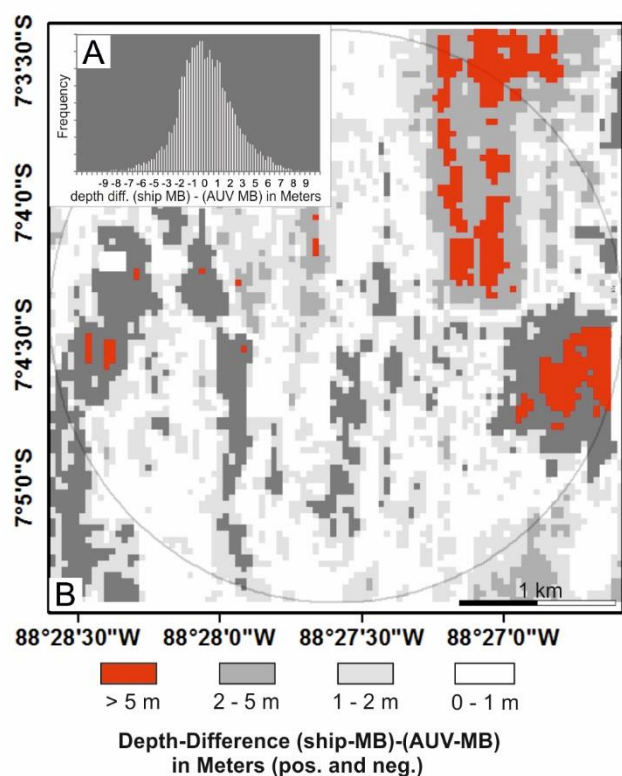 A
Frequency
-9 -8 -7 -6 -5 -4 -3 -2 -1 0 1 2 3 4 5 6 7 8 9
depth diff. (ship MB) - (AUV MB) in Meters
7°3'30"S
7°4'0"S
7°4'30"S
7°5'0"S
B
1 km
88°28'30"W 88°28'0"W 88°27'30"W 88°27'0"W
> 5 m 2 - 5 m 1 - 2 m 0 - 1 m
Depth-Difference (ship-MB)-(AUV-MB)
in Meters (pos. and neg.)